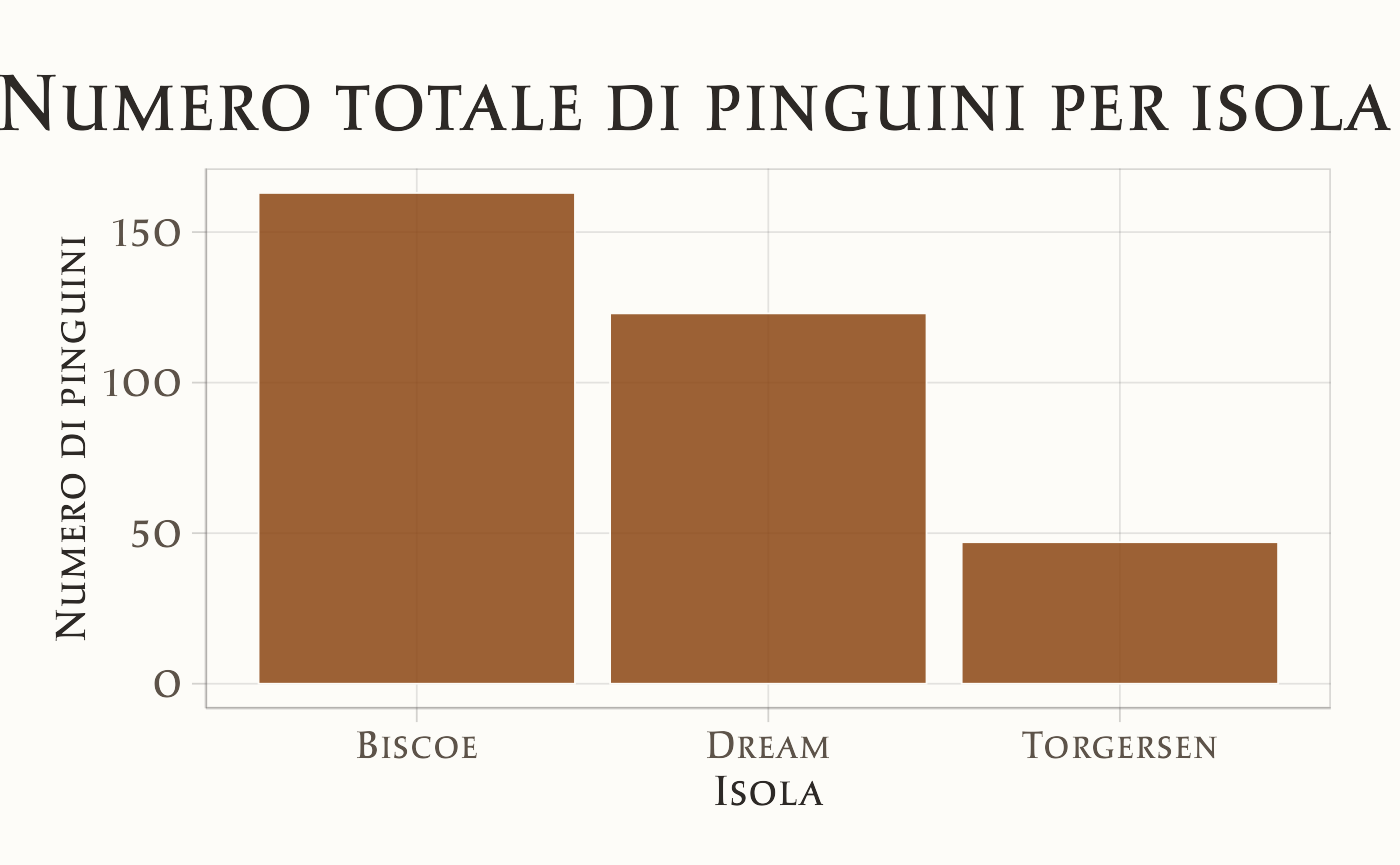 Numero totale di pinguini per isola
Numero di pinguini
150
100
50
0
Biscoe
Dream
Torgersen
Isola